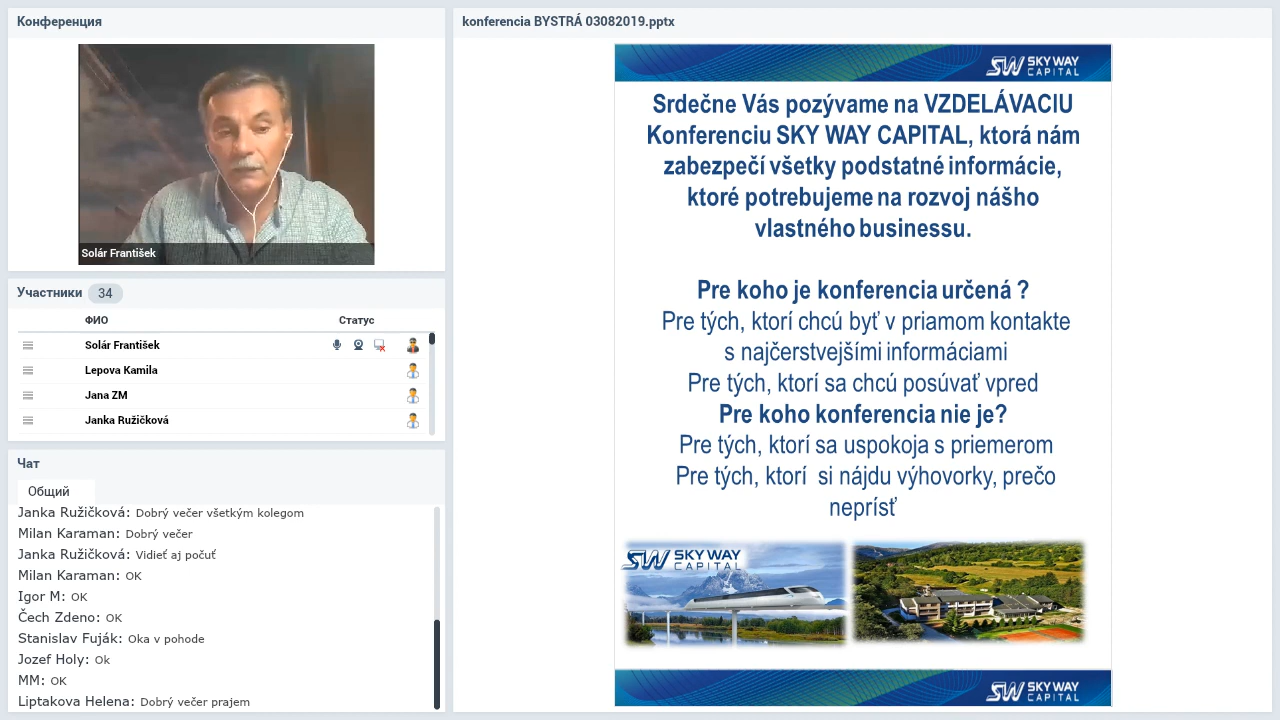 Конференция
Solár František
Участники 34
ФИО Статус
Solár František
Lepova Kamila
Jana ZM
Janka Ružičková
Чат
Общий
Janka Ružičková: Dobrý večer všetkým kolegom
Milan Karaman: Dobrý večer
Janka Ružičková: Vidieť aj počuť
Milan Karaman: OK
Igor M: OK
Čech Zdeno: OK
Stanislav Fuják: Oka v pohode
Jozef Holy: Ok
MM: OK
Liptakova Helena: Dobrý večer prajem
konferencia BYSTRÁ 03082019.pptx
SW SKY WAY
CAPITAL
Srdečne Vás pozývame na VZDELÁVACIU
Konferenciu SKY WAY CAPITAL, ktorá nám
zabezpečí všetky podstatné informácie,
ktoré potrebujeme na rozvoj nášho
vlastného businessu.
Pre koho je konferencia určená ?
Pre tých, ktorí chcú byť v priamom kontakte
s najčerstvejšími informáciami
Pre tých, ktorí sa chcú posúvať vpred
Pre koho konferencia nie je?
Pre tých, ktorí sa uspokoja s priemerom
Pre tých, ktorí si nájdu výhovorky, prečo
neprísť
SW SKY WAY
CAPITAL
SW SKY WAY
CAPITAL